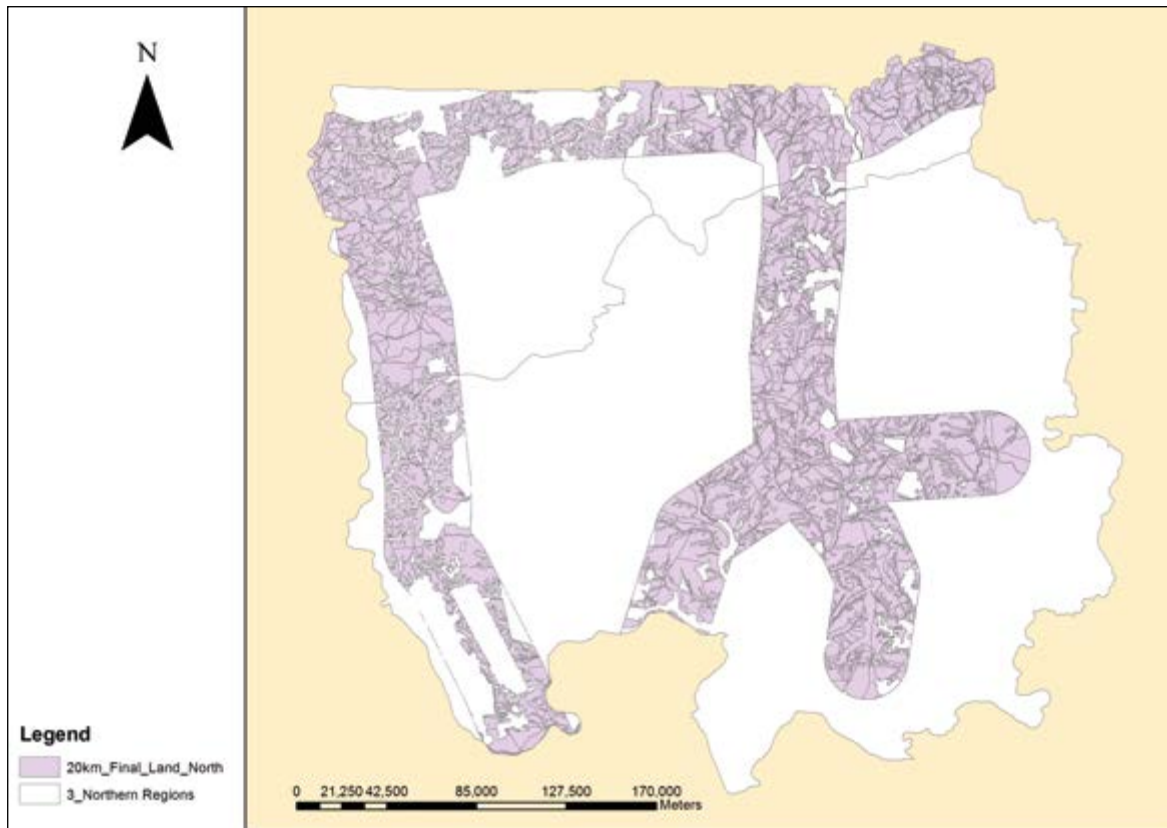 N
Legend
20km_Final_Land_North
3_Northern Regions
0 21,250 42,500 85,000 127,500 170,000
Meters